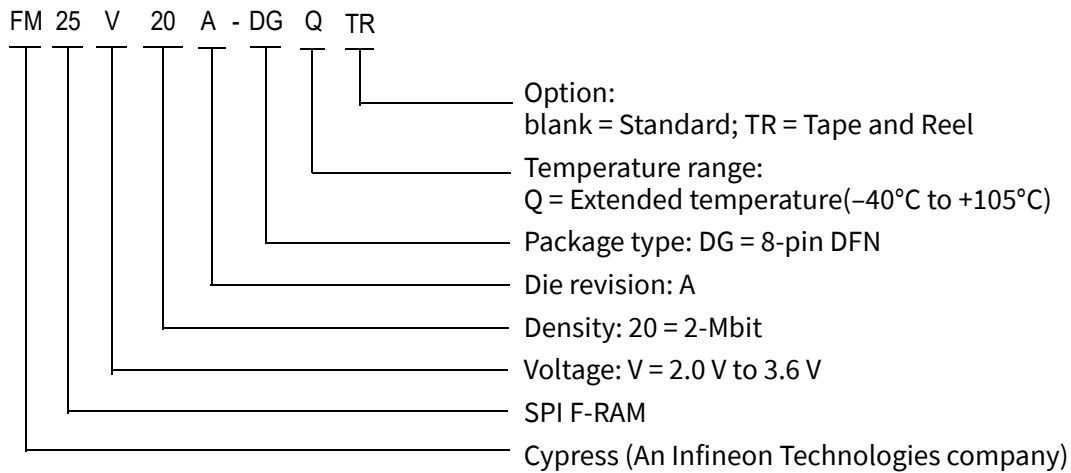 FM 25 V 20 A - DG Q TR
Option:
blank = Standard; TR = Tape and Reel
Temperature range:
Q = Extended temperature(–40°C to +105°C)
Package type: DG = 8-pin DFN
Die revision: A
Density: 20 = 2-Mbit
Voltage: V = 2.0 V to 3.6 V
SPI F-RAM
Cypress (An Infineon Technologies company)